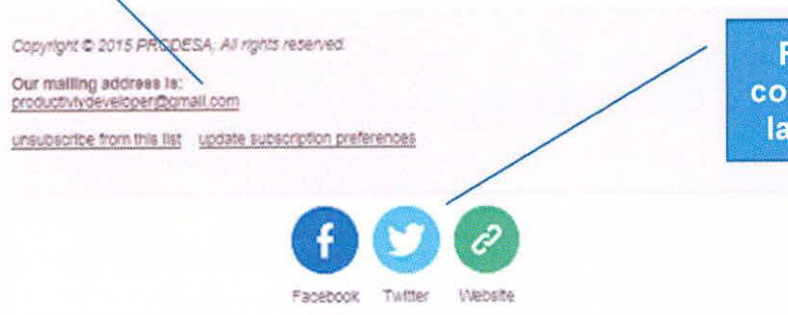 Copyright © 2015 PRODESA, All rights reserved.
Our mailing address is:
productivitydeveloper@gmail.com
unsubscribe from this list update subscription preferences
Facebook Twitter Website